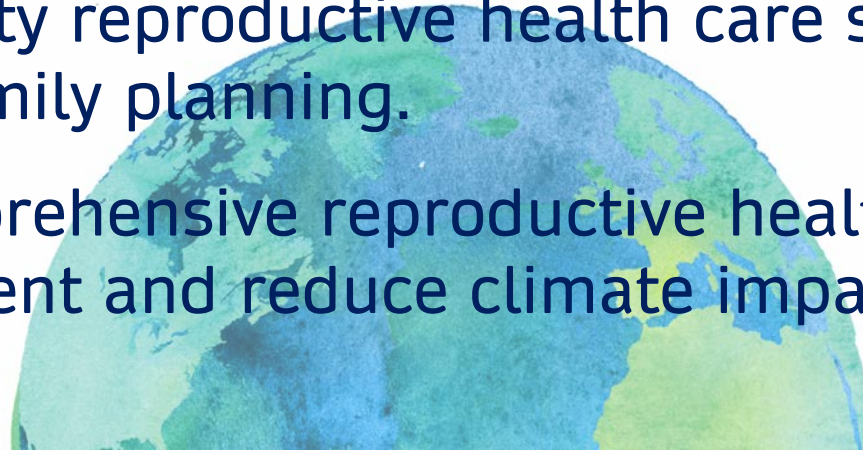 ty reproductive health care s
mily planning.
prehensive reproductive healt
ent and reduce climate impa